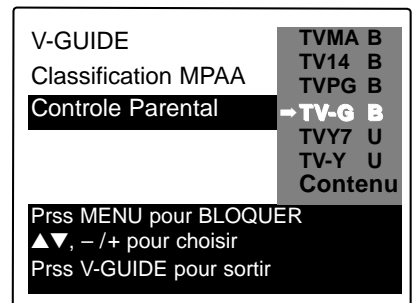 V-GUIDE
Classification MPAA
Controle Parental
TVMA B
TV14 B
TVPG B
➡TV-G B
TVY7 U
TV-Y U
Contenu
Prss MENU pour BLOQUER
▲▼, – /+ pour choisir
Prss V-GUIDE pour sortir